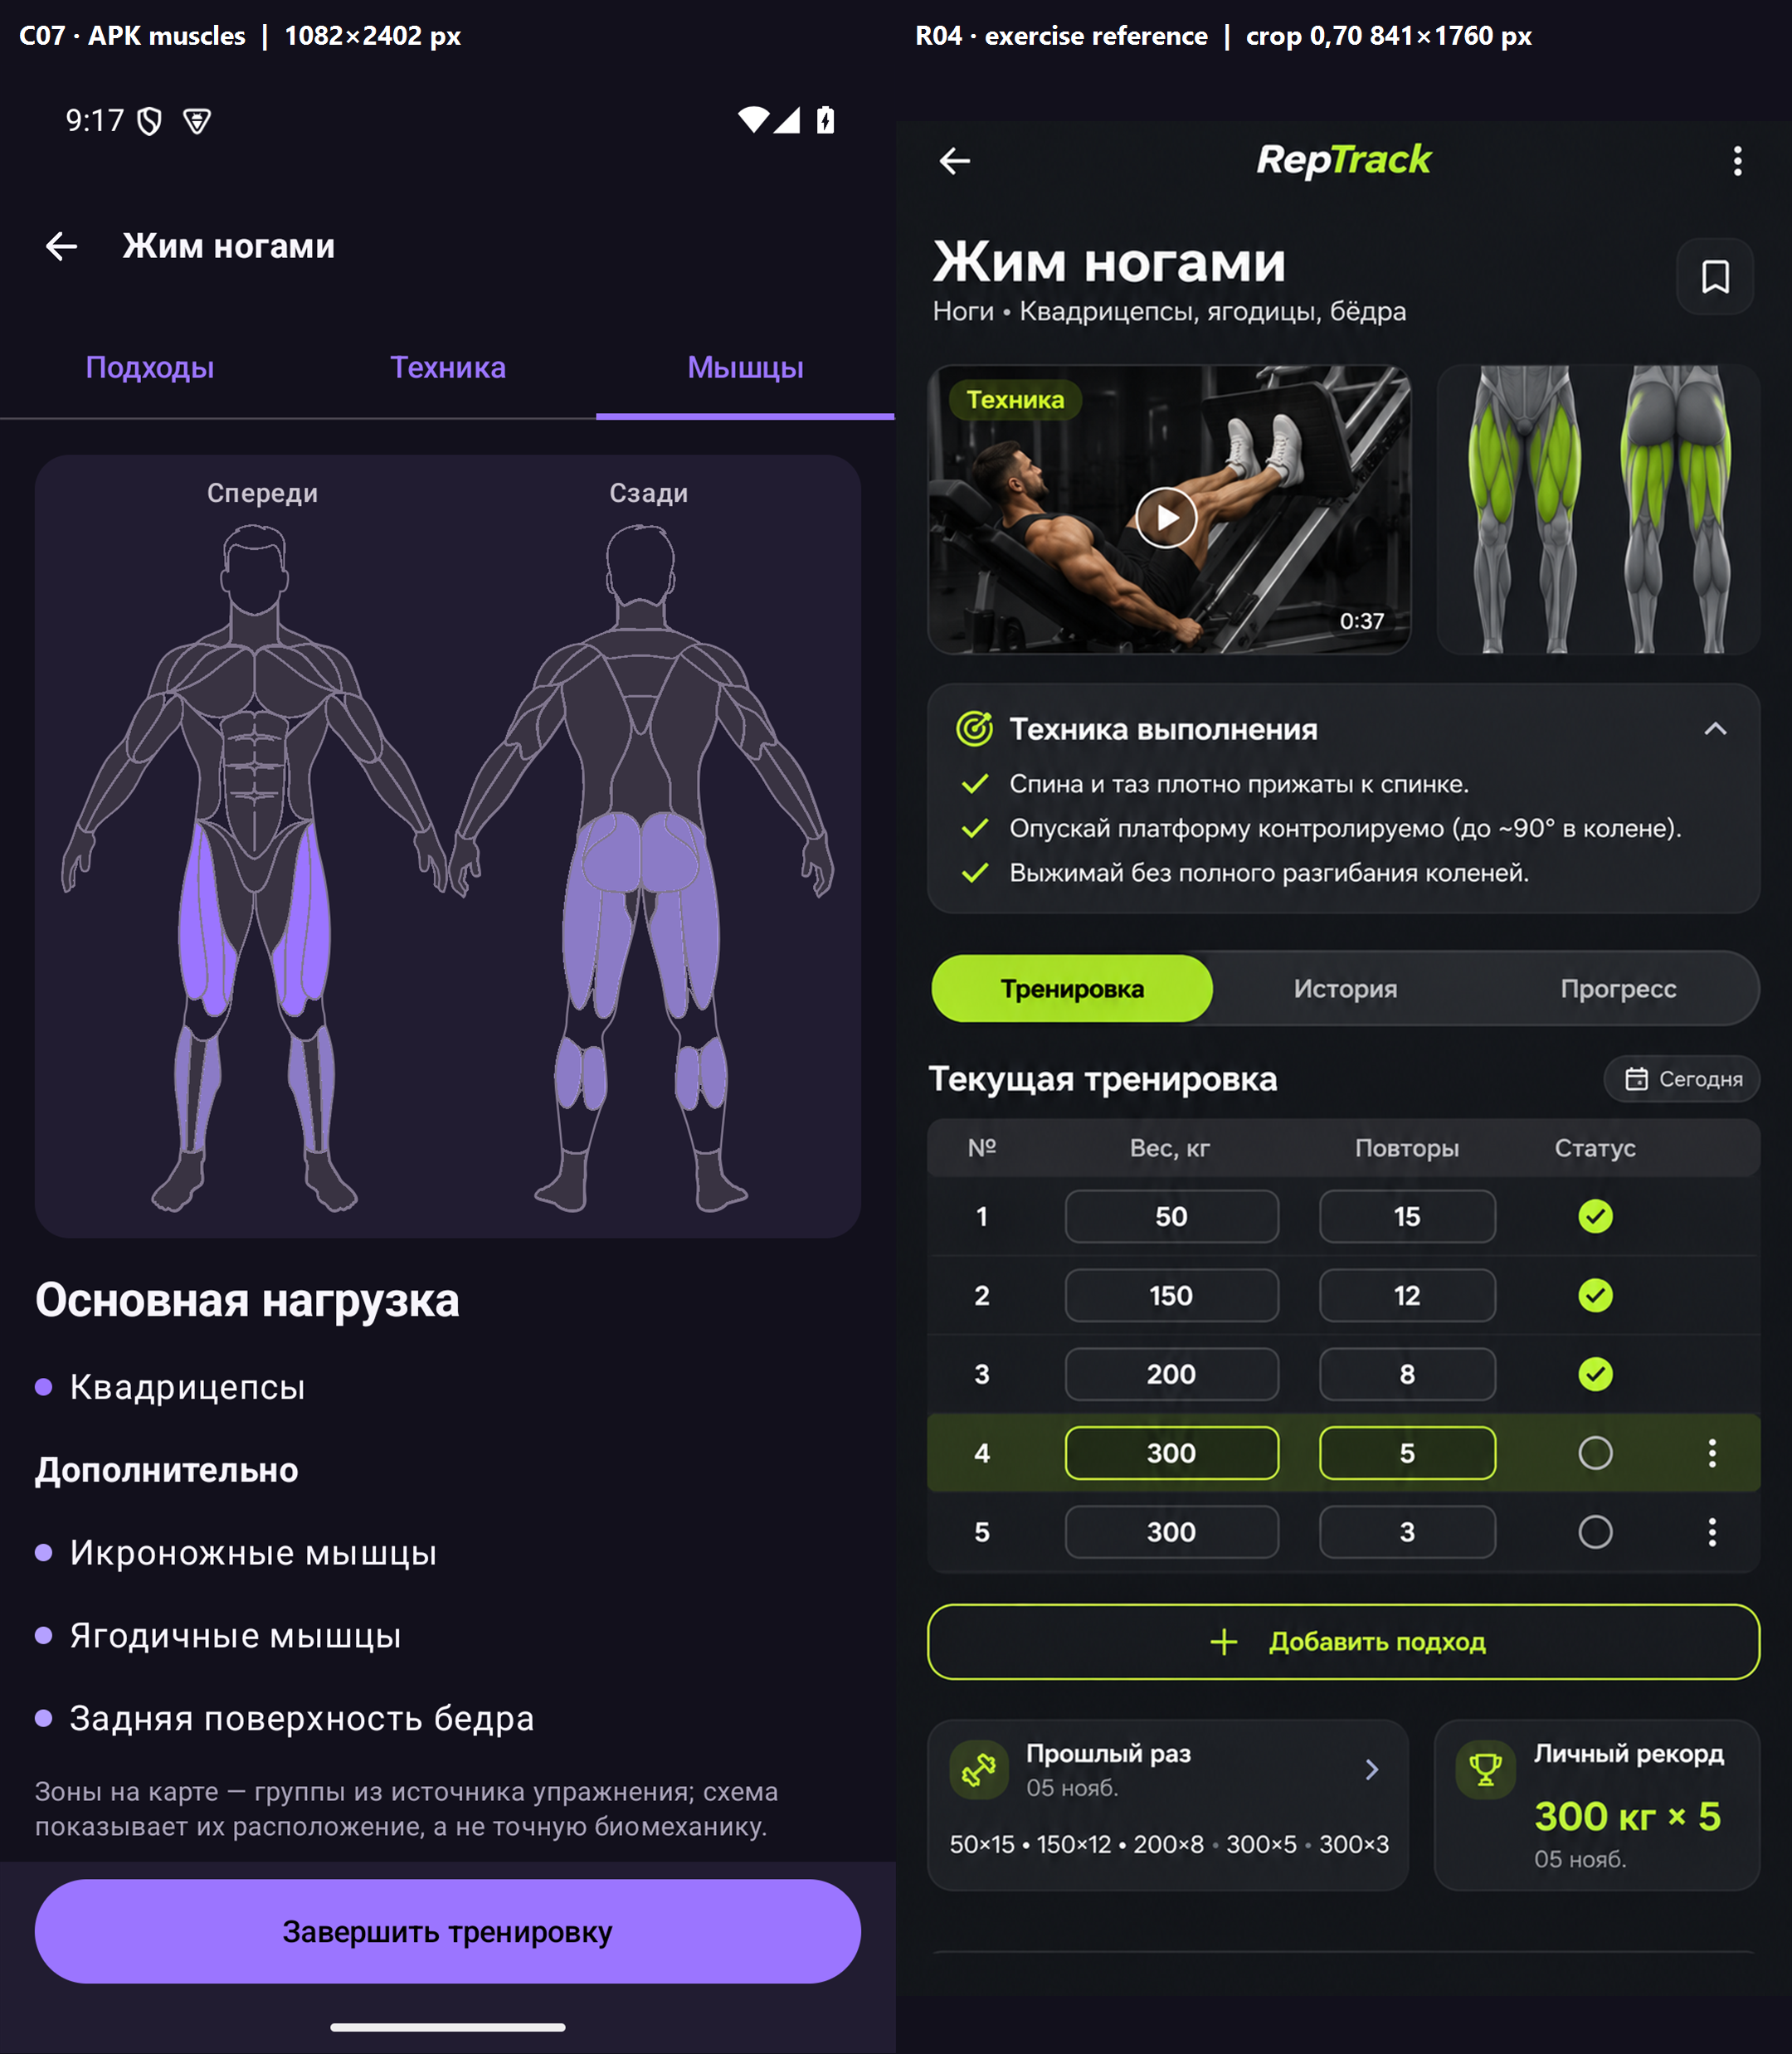 C07 · APK muscles | 1082×2402 px
9:17
Жим ногами
Подходы Техника Мышцы
Спереди Сзади
Основная нагрузка
Квадрицепсы
Дополнительно
Икроножные мышцы
Ягодичные мышцы
Задняя поверхность бедра
Зоны на карте — группы из источника упражнения; схема
показывает их расположение, а не точную биомеханику.
Завершить тренировку
R04 · exercise reference | crop 0,70 841×1760 px
RepTrack
Жим ногами
Ноги • Квадрицепсы, ягодицы, бёдра
Техника
0:37
Техника выполнения
Спина и таз плотно прижаты к спинке.
Опускай платформу контролируемо (до ~90° в колене).
Выжимай без полного разгибания коленей.
Тренировка История Прогресс
Текущая тренировка Сегодня
№ Вес, кг Повторы Статус
1 50 15
2 150 12
3 200 8
4 300 5
5 300 3
+ Добавить подход
Прошлый раз
05 нояб.
50×15 • 150×12 • 200×8 • 300×5 • 300×3
Личный рекорд
300 кг × 5
05 нояб.